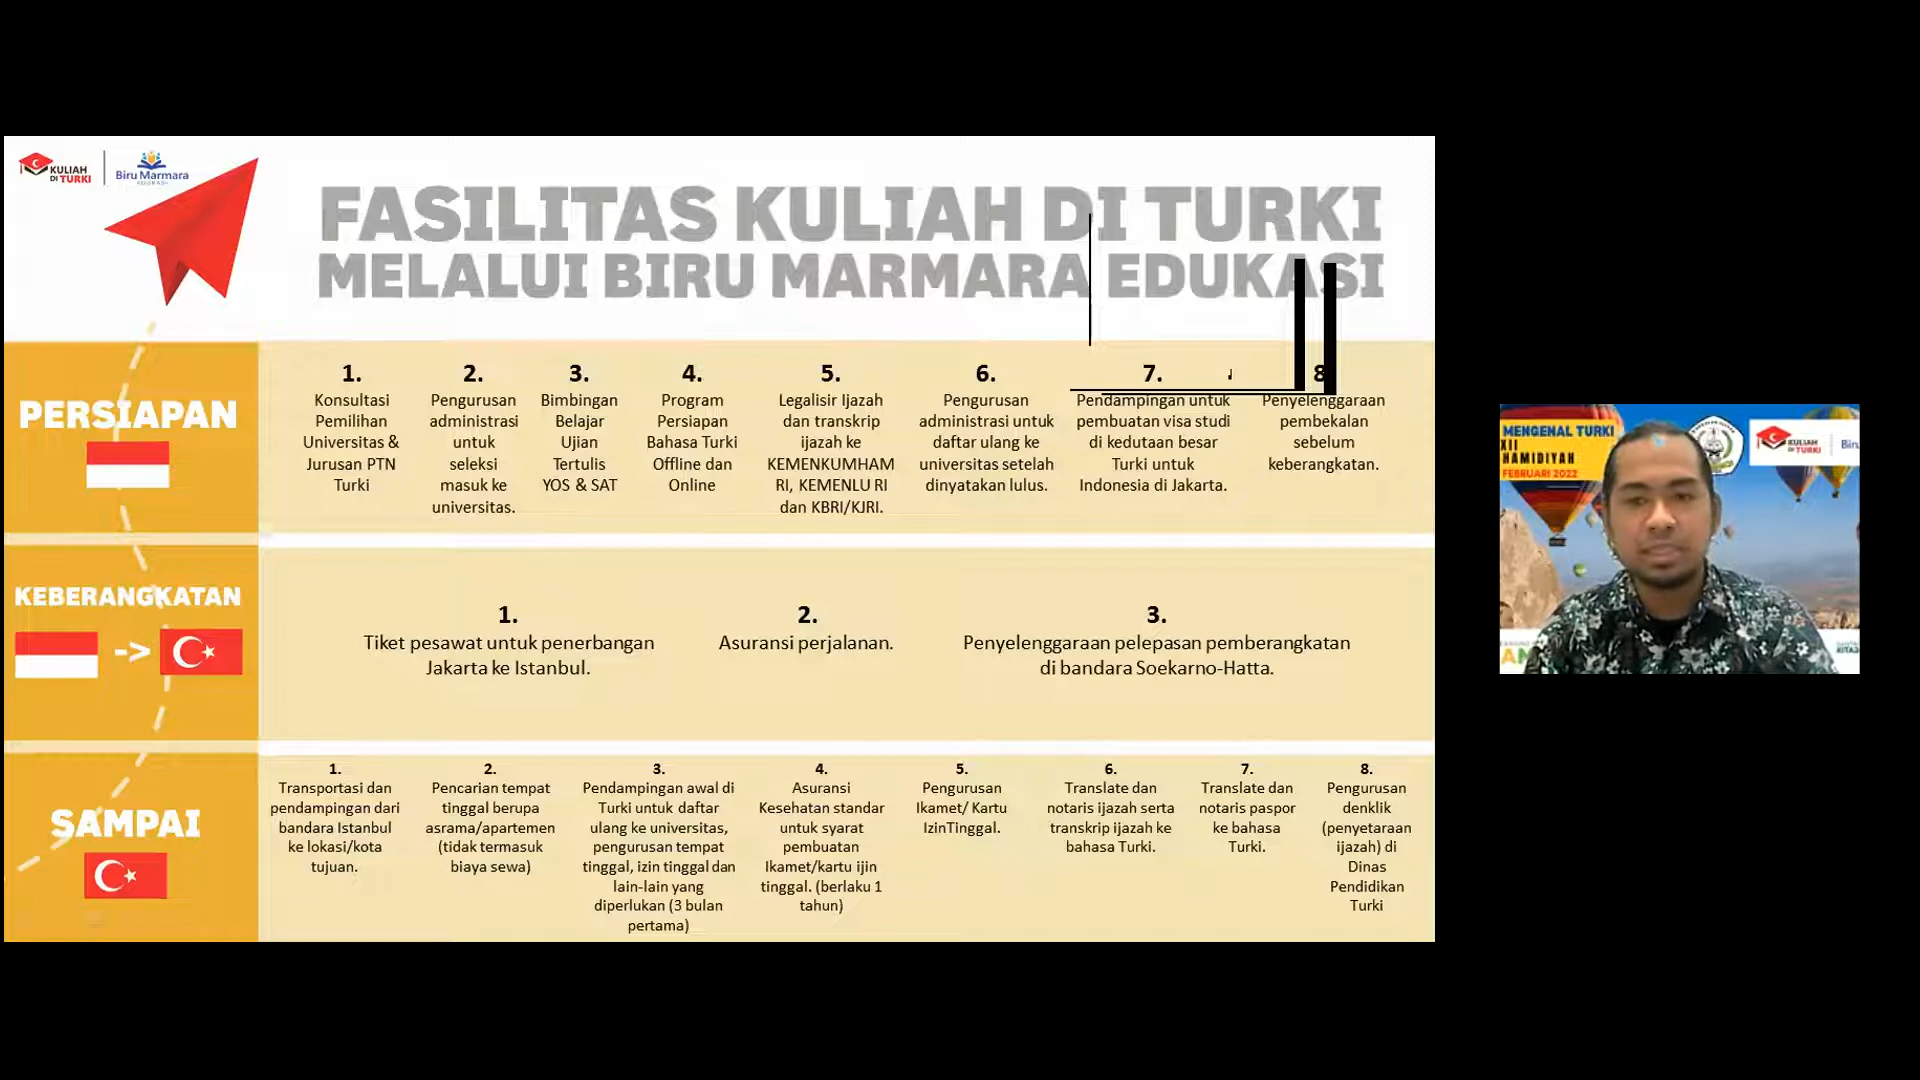 KULIAH
DI TURKI
Biru Marmara
EDUKASI
FASILITAS KULIAH DI TURKI
MELALUI BIRU MARMARA EDUKASI
PERSIAPAN
1.
Konsultasi
Pemilihan
Universitas &
Jurusan PTN
Turki
2.
Pengurusan
administrasi
untuk
seleksi
masuk ke
universitas.
3.
Bimbingan
Belajar
Ujian
Tertulis
YOS & SAT
4.
Program
Persiapan
Bahasa Turki
Offline dan
Online
5.
Legalisir Ijazah
dan transkrip
ijazah ke
KEMENKUMHAM
RI, KEMENLU RI
dan KBRI/KJRI.
6.
Pengurusan
administrasi untuk
daftar ulang ke
universitas setelah
dinyatakan lulus.
7.
Pendampingan untuk
pembuatan visa studi
di kedutaan besar
Turki untuk
Indonesia di Jakarta.
8
Penyelenggaraan
pembekalan
sebelum
keberangkatan.
KEBERANGKATAN
->
1.
Tiket pesawat untuk penerbangan
Jakarta ke Istanbul.
2.
Asuransi perjalanan.
3.
Penyelenggaraan pelepasan pemberangkatan
di bandara Soekarno-Hatta.
SAMPAI
1.
Transportasi dan
pendampingan dari
bandara Istanbul
ke lokasi/kota
tujuan.
2.
Pencarian tempat
tinggal berupa
asrama/apartemen
(tidak termasuk
biaya sewa)
3.
Pendampingan awal di
Turki untuk daftar
ulang ke universitas,
pengurusan tempat
tinggal, izin tinggal dan
lain-lain yang
diperlukan (3 bulan
pertama)
4.
Asuransi
Kesehatan standar
untuk syarat
pembuatan
Ikamet/kartu ijin
tinggal. (berlaku 1
tahun)
5.
Pengurusan
Ikamet/ Kartu
IzinTinggal.
6.
Translate dan
notaris ijazah serta
transkrip ijazah ke
bahasa Turki.
7.
Translate dan
notaris paspor
ke bahasa
Turki.
8.
Pengurusan
denklik
(penyetaraan
ijazah) di
Dinas
Pendidikan
Turki
MENGENAL TURKI
XII
HAMIDIYAH
FEBRUARI 2022
KULIAH
DI TURKI